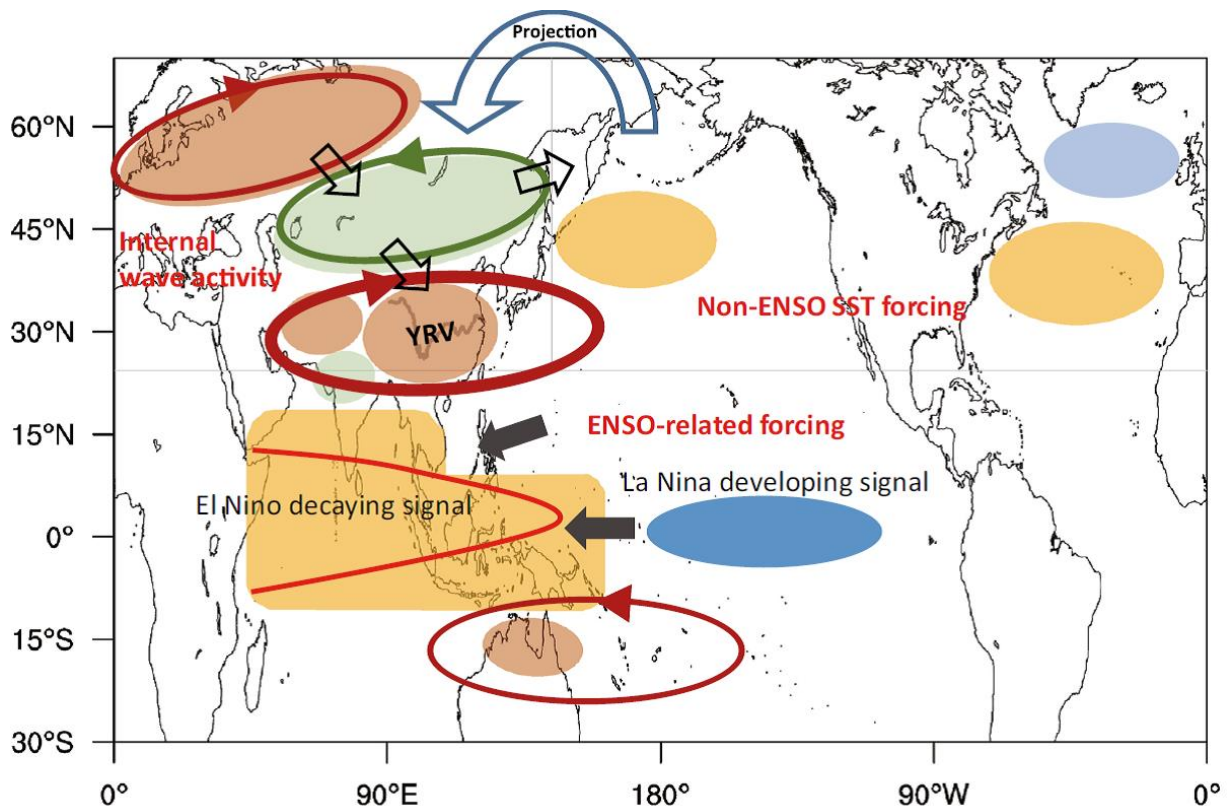 Projection
60°N
45°N
Internal
wave activity
Non-ENSO SST forcing
30°N
YRV
15°N
ENSO-related forcing
La Nina developing signal
El Nino decaying signal
0°
15°S
30°S
0°
90°E
180°
90°W
0°